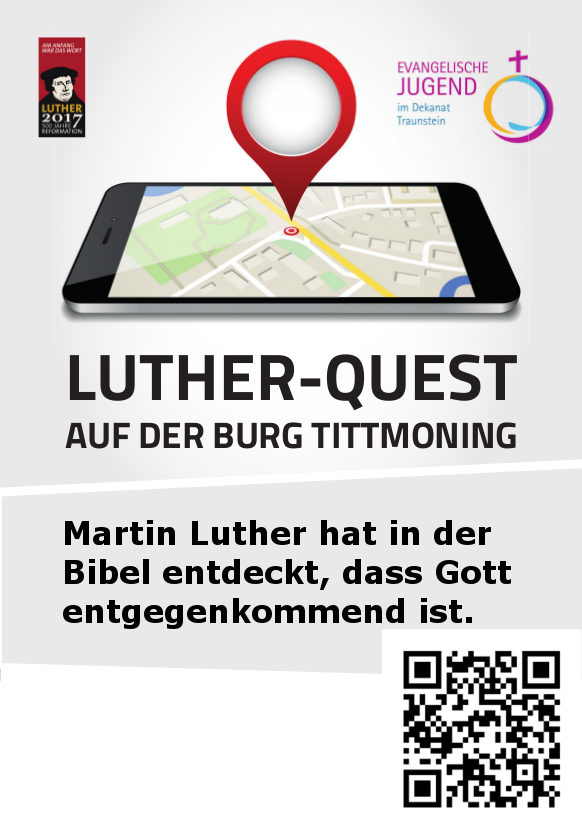 AM ANFANG
WAR DAS WORT
LUTHER
2017
500 JAHRE
REFORMATION
EVANGELISCHE
JUGEND
im Dekanat
Traunstein
LUTHER-QUEST
AUF DER BURG TITTMONING
Martin Luther hat in der
Bibel entdeckt, dass Gott
entgegenkommend ist.